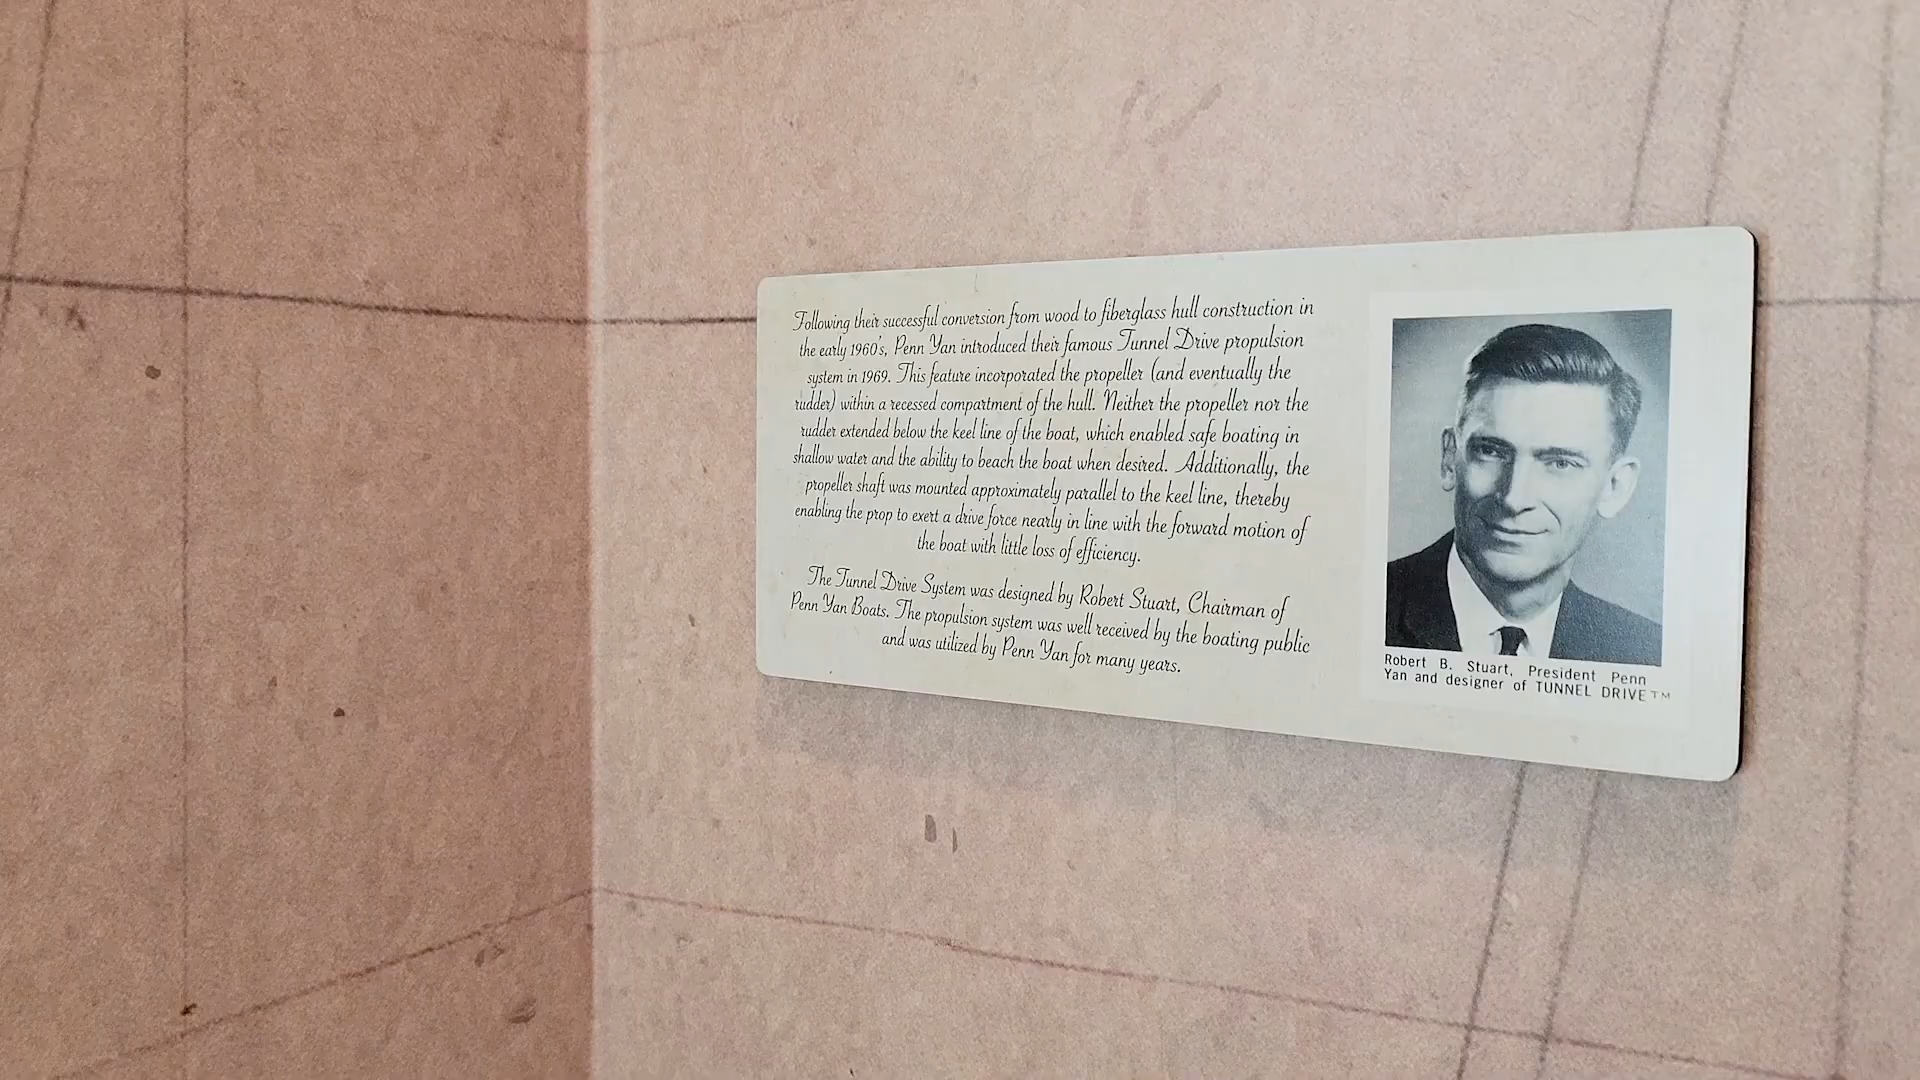 Following their successful conversion from wood to fiberglass hull construction in
the early 1960's, Penn Yan introduced their famous Tunnel Drive propulsion
system in 1969. This feature incorporated the propeller (and eventually the
rudder) within a recessed compartment of the hull. Neither the propeller nor the
rudder extended below the keel line of the boat, which enabled safe boating in
shallow water and the ability to beach the boat when desired. Additionally, the
propeller shaft was mounted approximately parallel to the keel line, thereby
enabling the prop to exert a drive force nearly in line with the forward motion of
the boat with little loss of efficiency.
The Tunnel Drive System was designed by Robert Stuart, Chairman of
Penn Yan Boats. The propulsion system was well received by the boating public
and was utilized by Penn Yan for many years.
Robert B. Stuart, President Penn
Yan and designer of TUNNEL DRIVE™